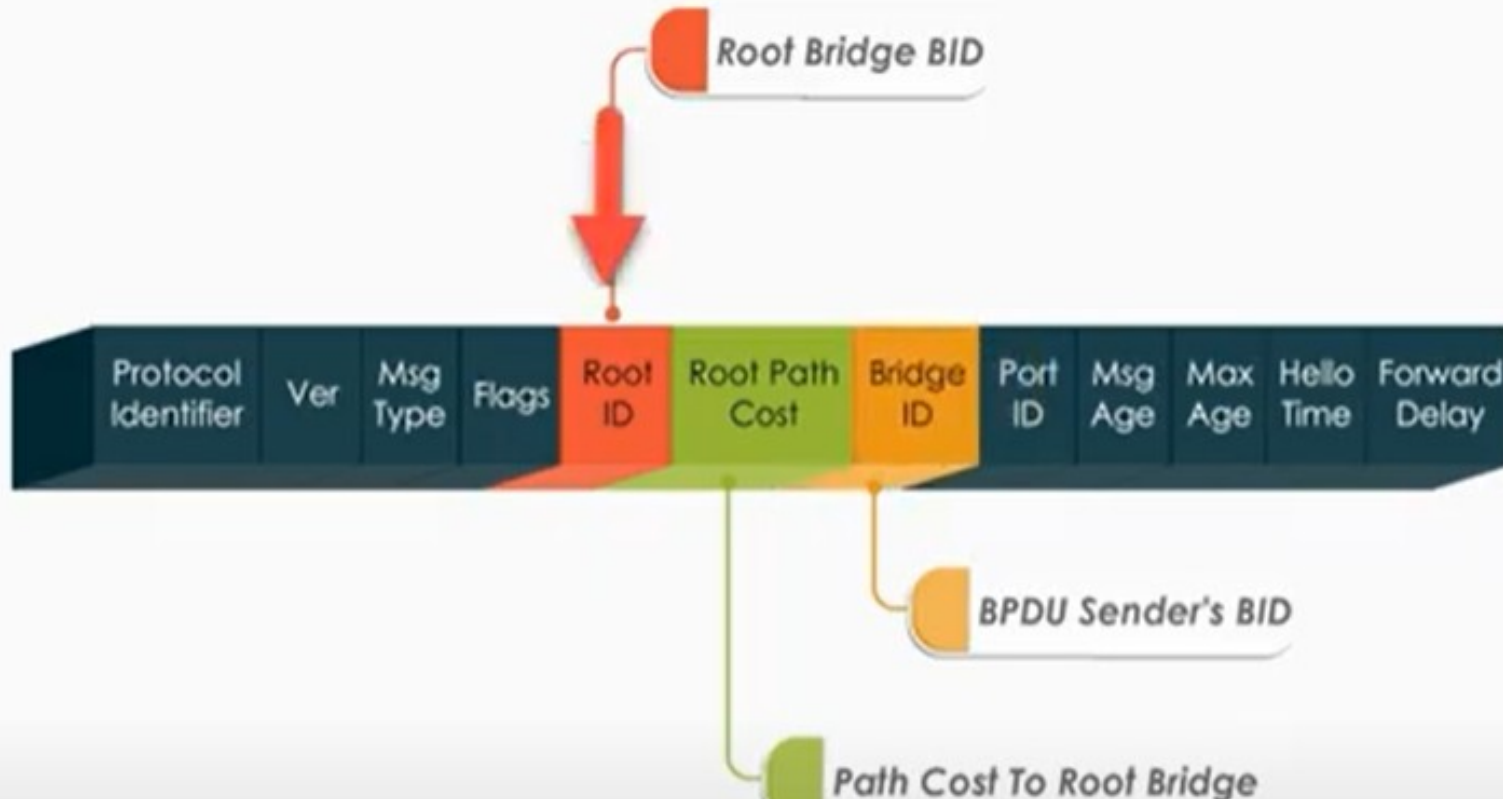 Root Bridge BID
Protocol
Identifier
Ver
Msg
Type
Flags
Root
ID
Root Path
Cost
Bridge
ID
Port
ID
Msg
Age
Max
Age
Hello
Time
Forward
Delay
BPDU Sender's BID
Path Cost To Root Bridge